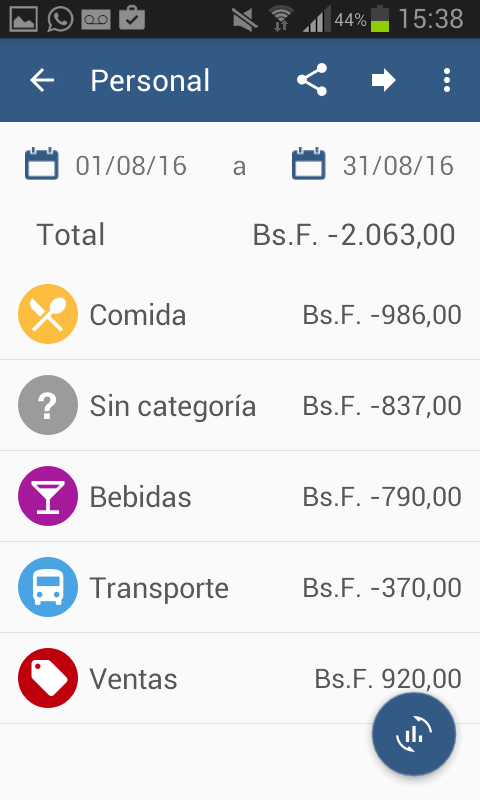 44% 15:38
Personal
01/08/16 a 31/08/16
Total Bs.F. -2.063,00
Comida Bs.F. -986,00
? Sin categoría Bs.F. -837,00
Bebidas Bs.F. -790,00
Transporte Bs.F. -370,00
Ventas Bs.F. 920,00